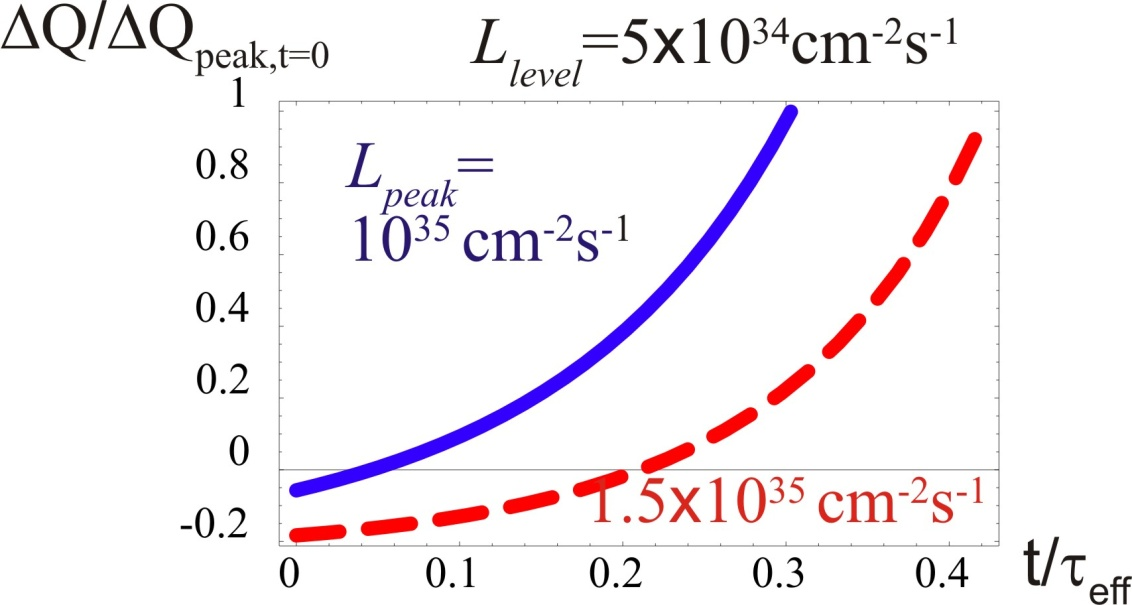 ΔQ/ΔQpeak,t=0
Llevel=5x10³⁴cm⁻²s⁻¹
1
0.8
0.6
0.4
0.2
0
-0.2
Lpeak=
10³⁵ cm⁻²s⁻¹
1.5x10³⁵ cm⁻²s⁻¹
0 0.1 0.2 0.3 0.4
t/τeff